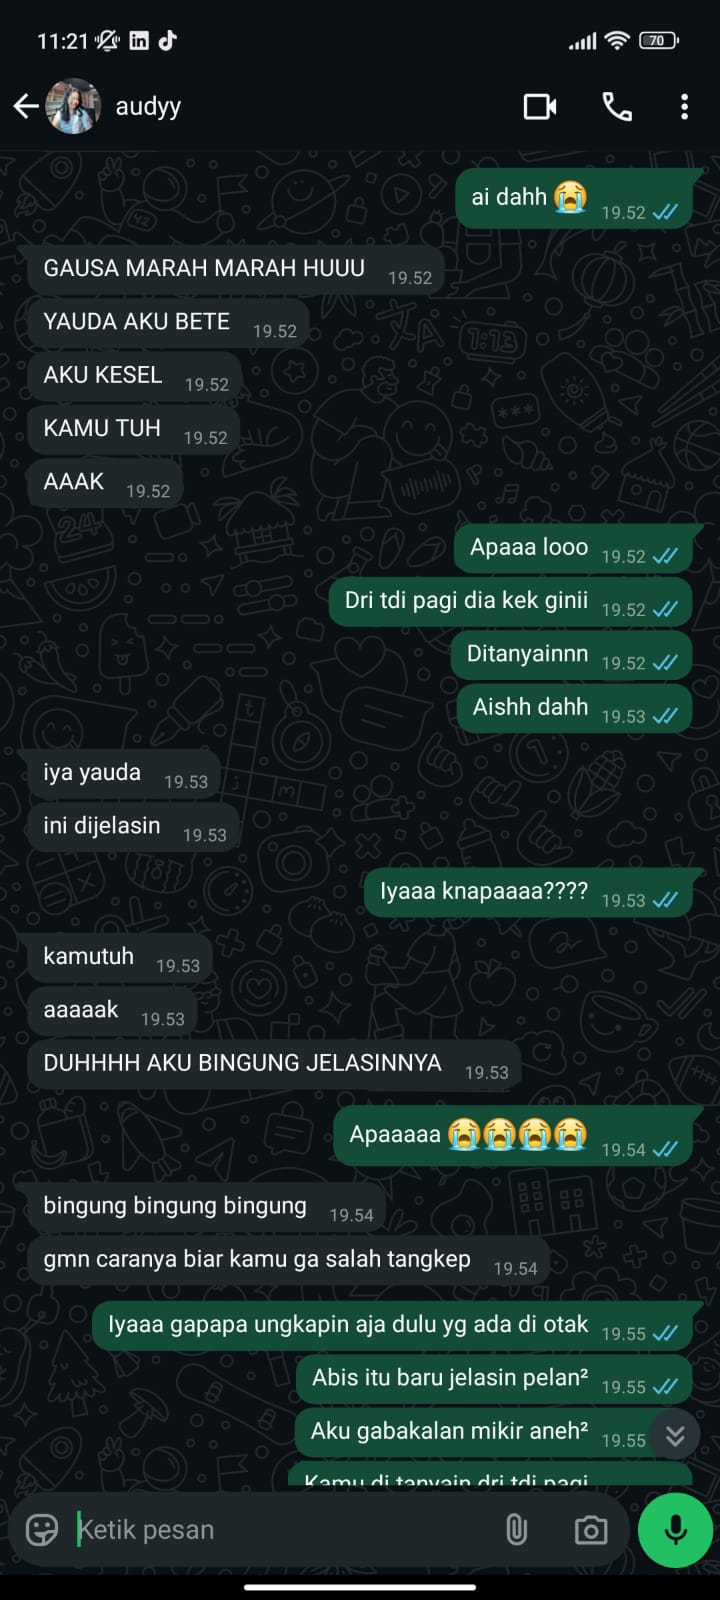 11:21
70
audyy
ai dahh 😭 19.52
GAUSA MARAH MARAH HUUU 19.52
YAUDA AKU BETE 19.52
AKU KESEL 19.52
KAMU TUH 19.52
AAAK 19.52
Apaaa looo 19.52
Dri tdi pagi dia kek ginii 19.52
Ditanyainnn 19.52
Aishh dahh 19.53
iya yauda 19.53
ini dijelasin 19.53
Iyaaa knapaaaa???? 19.53
kamutuh 19.53
aaaaak 19.53
DUHHHH AKU BINGUNG JELASINNYA 19.53
Apaaaaa 😭😭😭😭 19.54
bingung bingung bingung 19.54
gmn caranya biar kamu ga salah tangkep 19.54
Iyaaa gapapa ungkapin aja dulu yg ada di otak 19.55
Abis itu baru jelasin pelan² 19.55
Aku gabakalan mikir aneh² 19.55
Kamu di tanyain dri tdi pagi
Ketik pesan